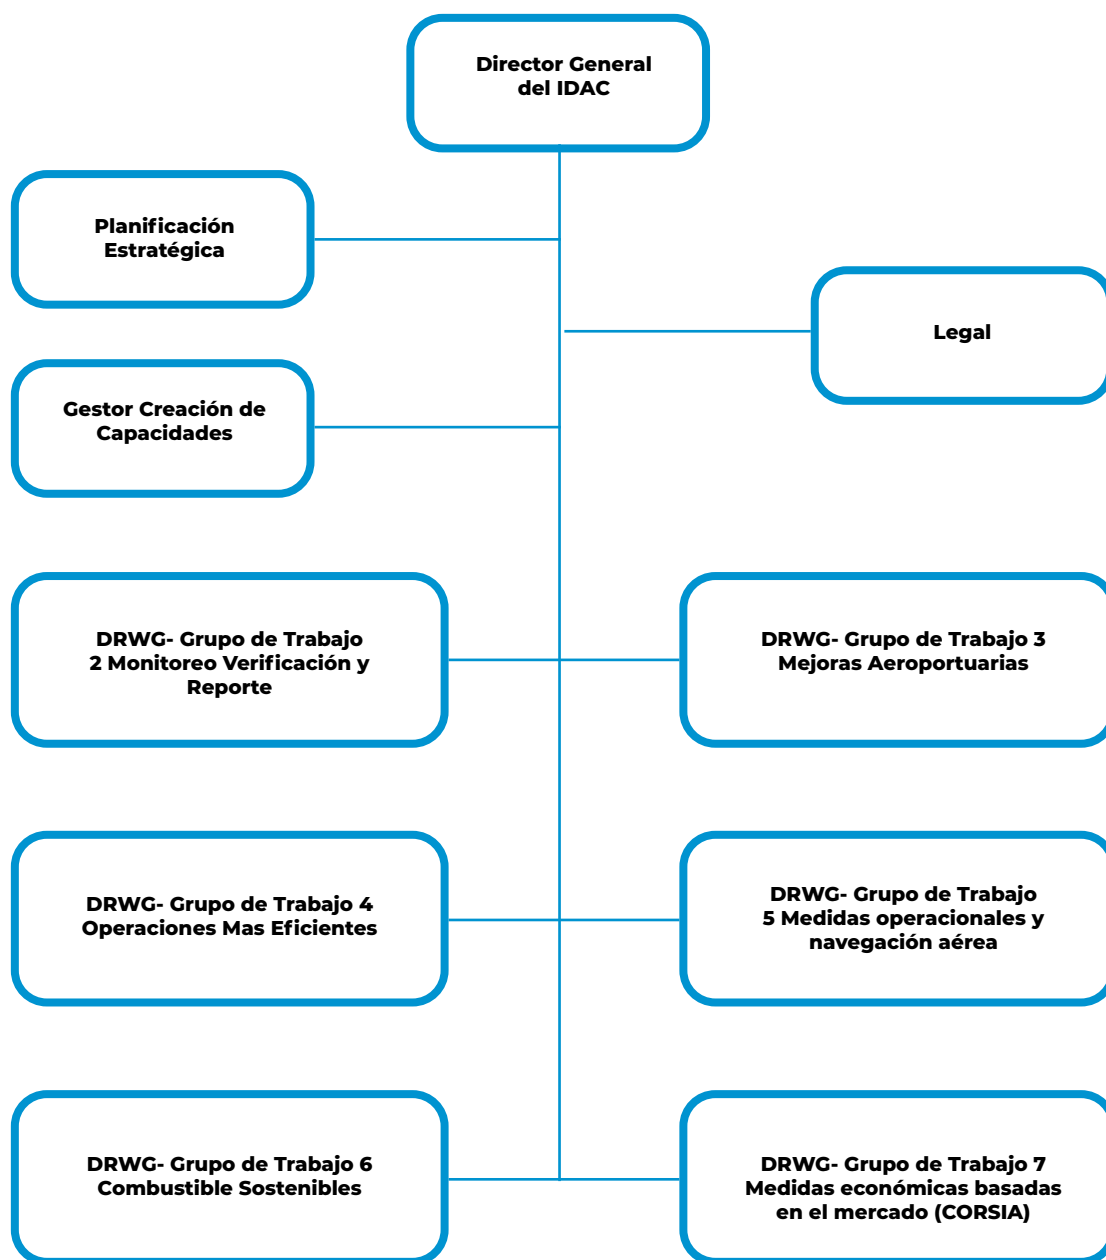 Director General
del IDAC
Planificación
Estratégica
Legal
Gestor Creación de
Capacidades
DRWG- Grupo de Trabajo
2 Monitoreo Verificación y
Reporte
DRWG- Grupo de Trabajo 3
Mejoras Aeroportuarias
DRWG- Grupo de Trabajo 4
Operaciones Mas Eficientes
DRWG- Grupo de Trabajo
5 Medidas operacionales y
navegación aérea
DRWG- Grupo de Trabajo 6
Combustible Sostenibles
DRWG- Grupo de Trabajo 7
Medidas económicas basadas
en el mercado (CORSIA)